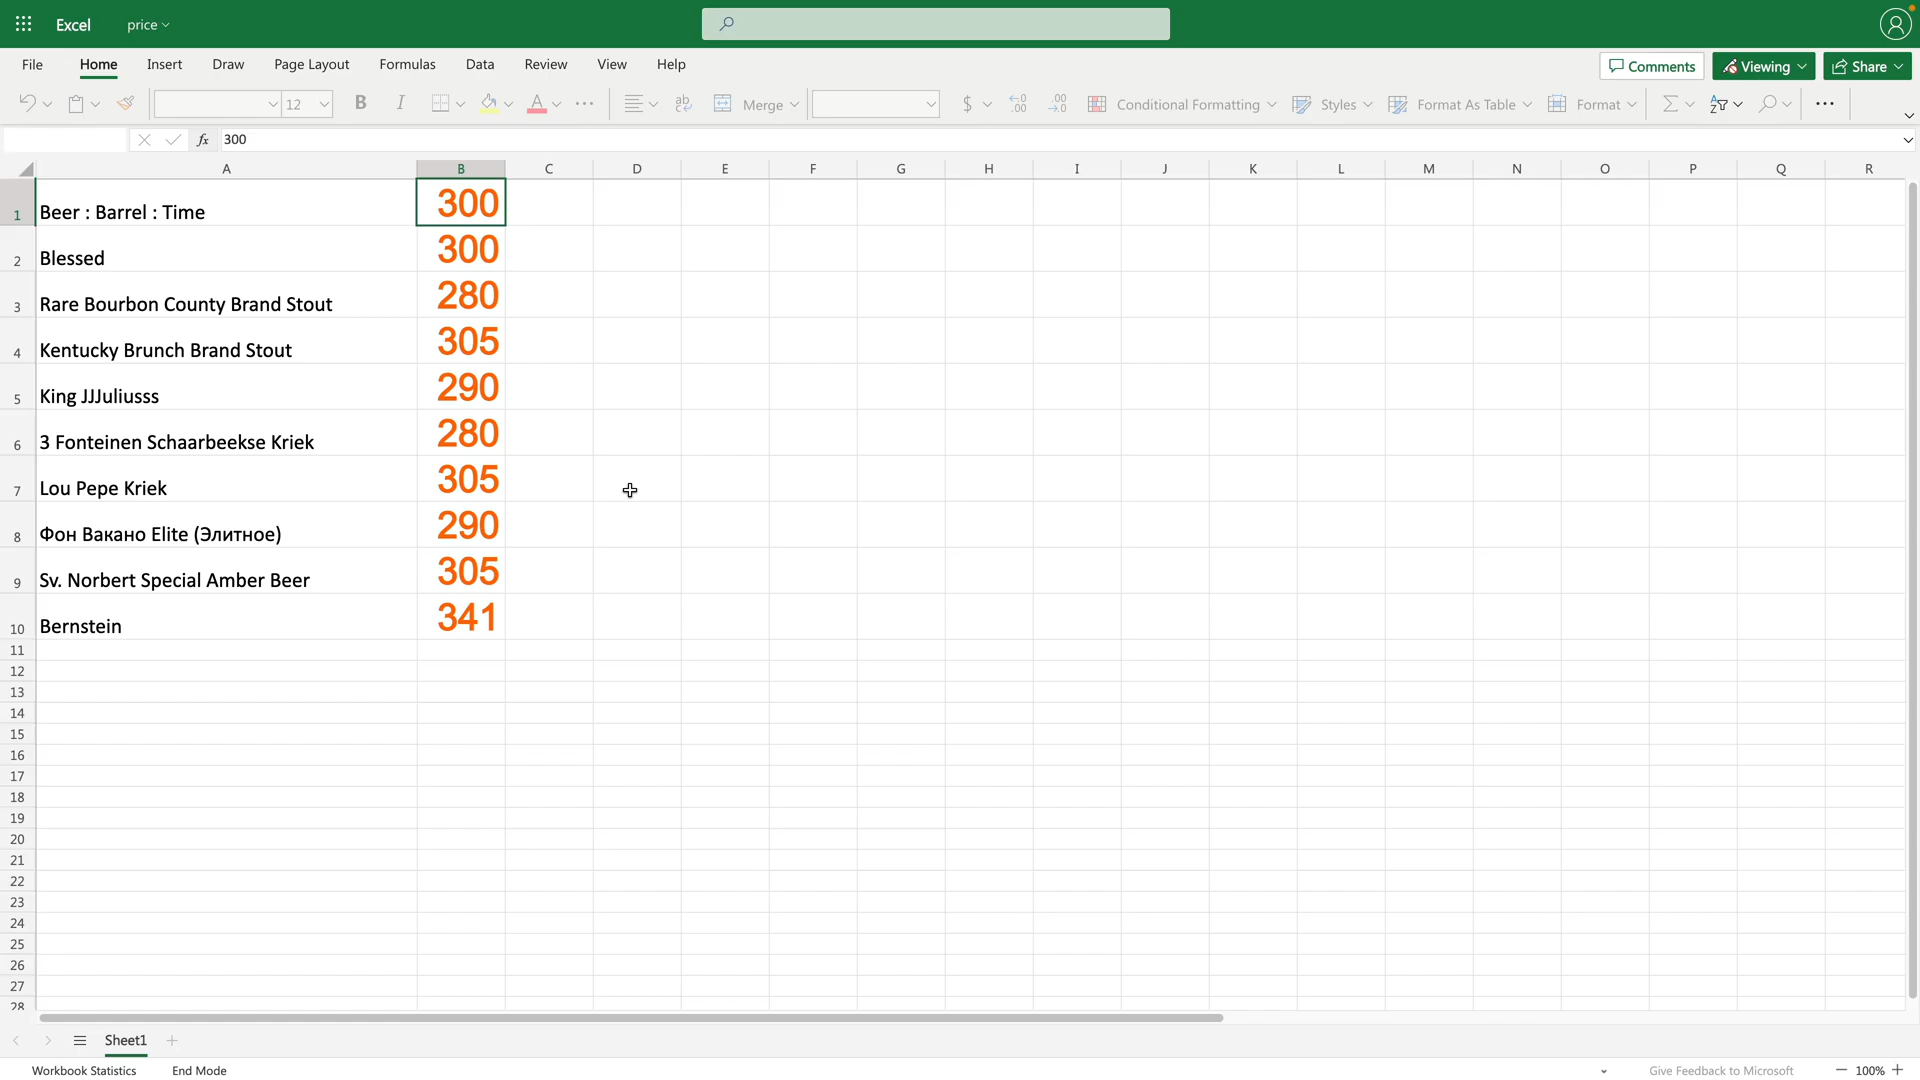 Excel price
File Home Insert Draw Page Layout Formulas Data Review View Help Comments Viewing Share
12 B I A ab Merge $ .00 .00 Conditional Formatting Styles Format As Table Format
fx 300
A B C D E F G H I J K L M N O P Q R
1 Beer : Barrel : Time 300
2 Blessed 300
3 Rare Bourbon County Brand Stout 280
4 Kentucky Brunch Brand Stout 305
5 King JJJuliusss 290
6 3 Fonteinen Schaarbeekse Kriek 280
7 Lou Pepe Kriek 305
8 Фон Вакано Elite (Элитное) 290
9 Sv. Norbert Special Amber Beer 305
10 Bernstein 341
11
12
13
14
15
16
17
18
19
20
21
22
23
24
25
26
27
28
Sheet1
Workbook Statistics End Mode Give Feedback to Microsoft 100%